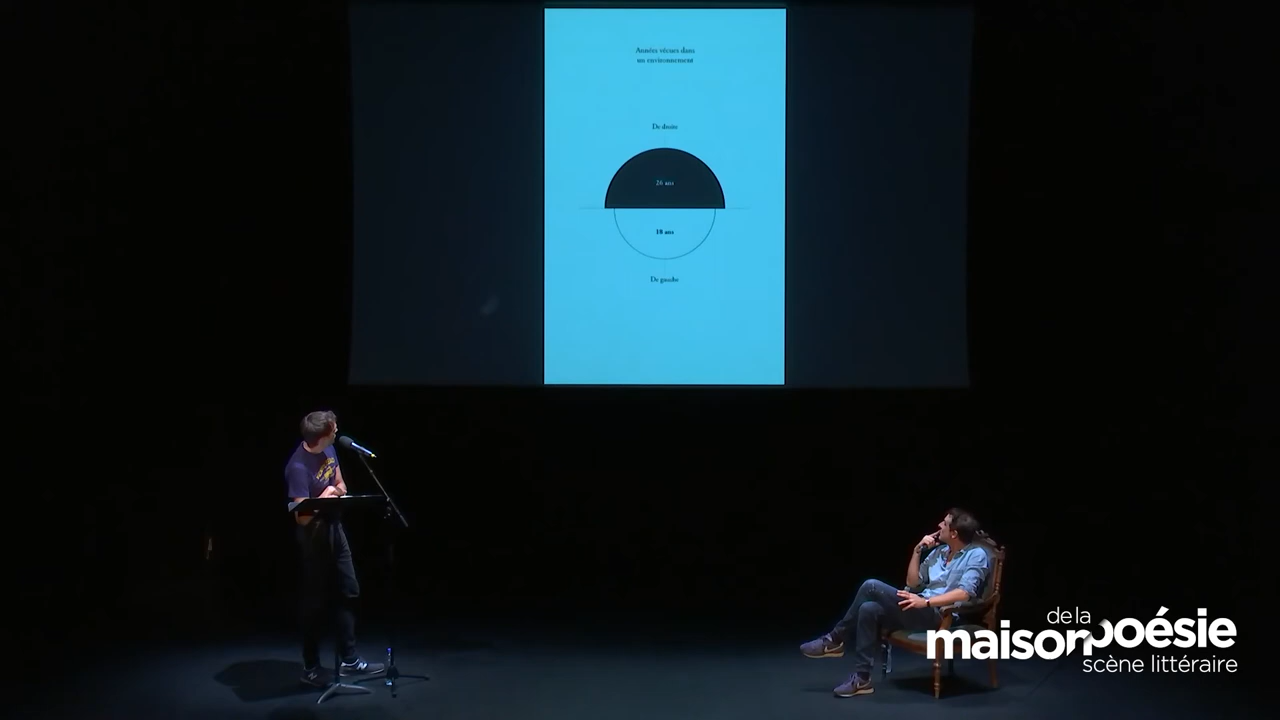 Années vécues dans
un environnement
De droite
26 ans
18 ans
De gauche
de la
maison poésie
scène littéraire